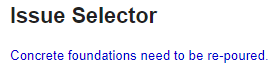 Issue Selector
Concrete foundations need to be re-poured.